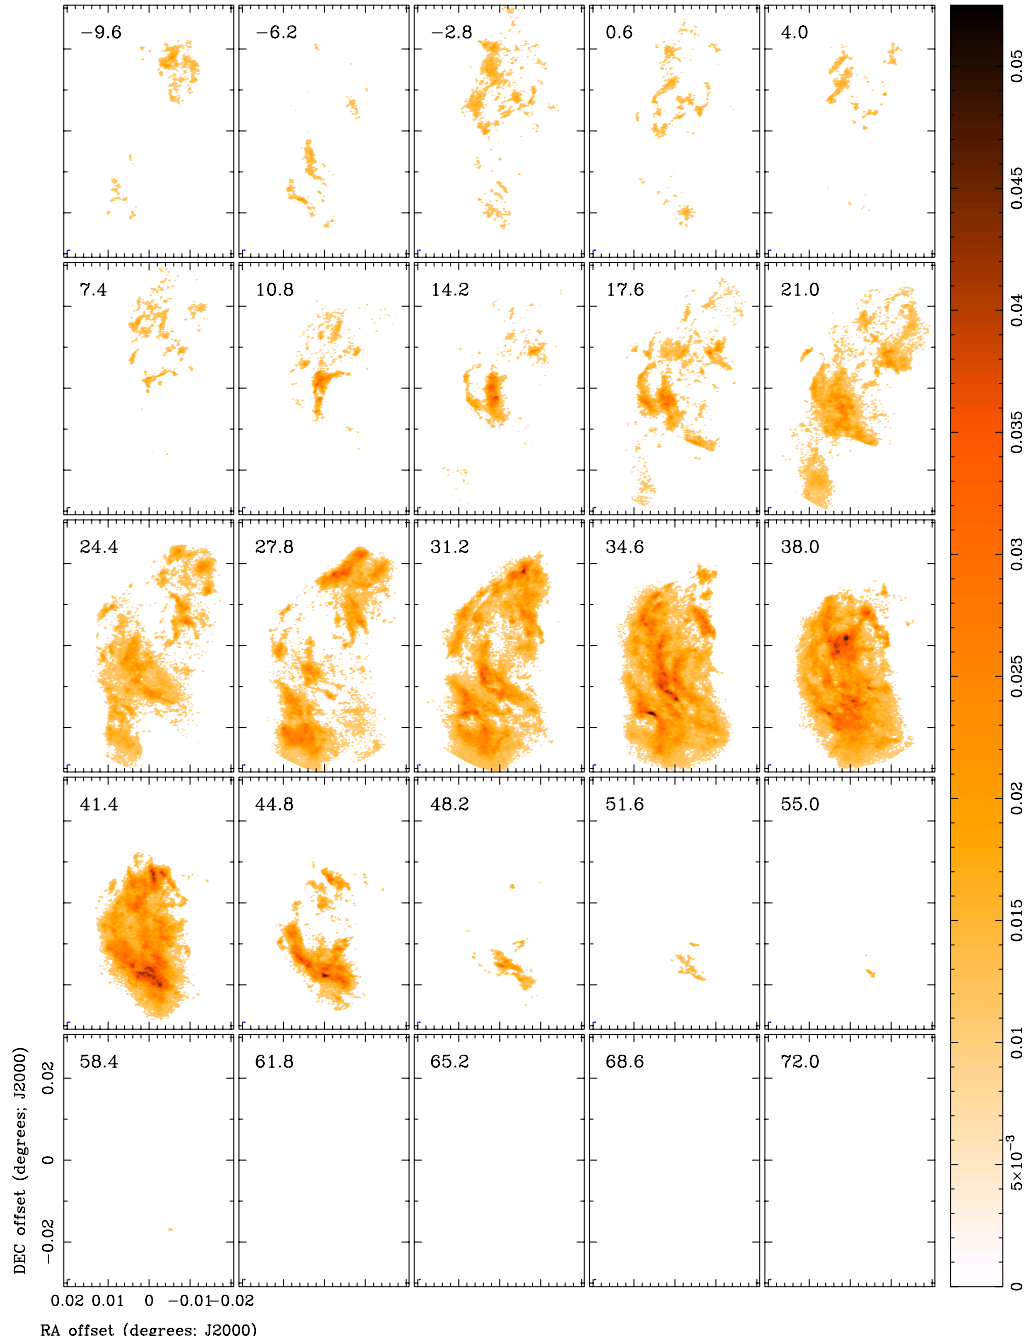 −9.6 −6.2 −2.8 0.6 4.0
7.4 10.8 14.2 17.6 21.0
24.4 27.8 31.2 34.6 38.0
41.4 44.8 48.2 51.6 55.0
58.4 61.8 65.2 68.6 72.0
DEC offset (degrees; J2000)
0.02
0
−0.02
0.02 0.01 0 −0.01 −0.02
RA offset (degrees; J2000)
0.05
0.045
0.04
0.035
0.03
0.025
0.02
0.015
0.01
5×10⁻³
0